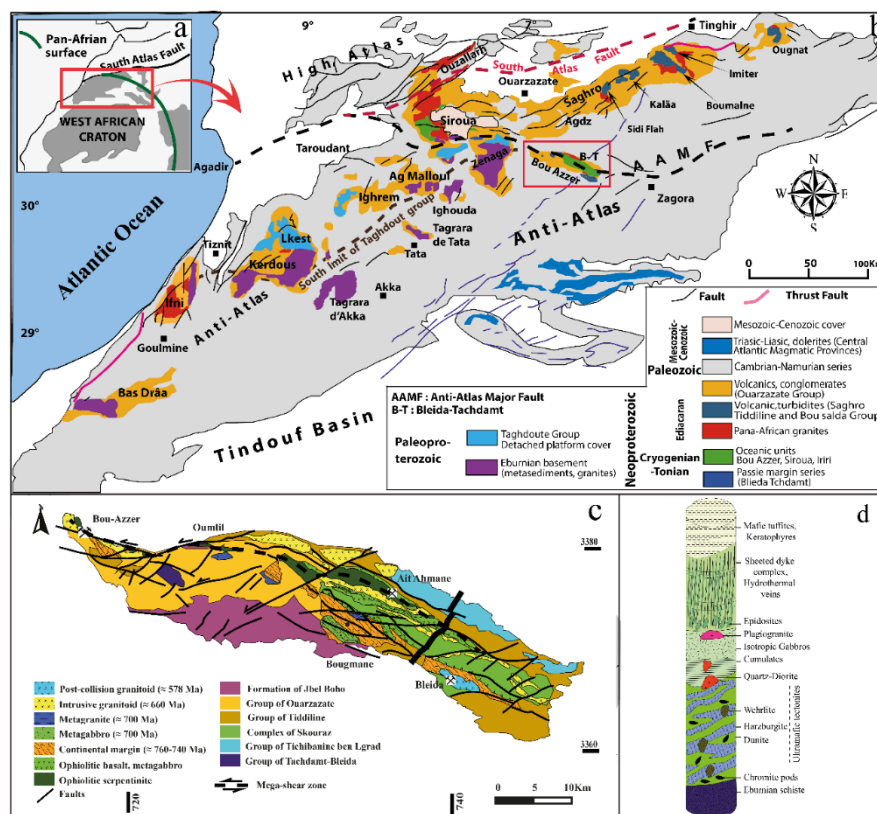 a
Pan-Afrian
surface
South Atlas Fault
WEST AFRICAN
CRATON
b
9°
Tinghir
High Atlas
Ouzallarh
South Atlas Fault
Ouarzazate
Ougnat
Imiter
Saghro
Kalâa
Boumalne
Siroua
Agdz
Sidi Flah
Agadir
Taroudant
Zenaga
B-T
Bou Azzer
AAMF
Zagora
N
W
E
S
30°
Ag Malloul
Ighrem
Ighouda
Anti-Atlas
Atlantic Ocean
Tiznit
Lkest
South limit of Taghdout group
Tagrara
de Tata
Tata
Kerdous
Ifni
Anti-Atlas
Tagrara
d'Akka
Akka
0
50
100Km
29°
Goulmine
Bas Drâa
Tindouf Basin
Fault
Thrust Fault
Mesozoic-
Cenozoic
Mesozoic-Cenozoic cover
Triasic-Liasic, dolerites (Central
Atlantic Magmatic Provinces)
Paleozoic
Cambrian-Namurian series
Neoproterozoic
Ediacaran
Volcanics, conglomerates
(Ouarzazate Group)
Volcanic,turbidites (Saghro
Tiddiline and Bou salda Group
Pana-African granites
Cryogenian
-Tonian
Oceanic units
Bou Azzer, Siroua, Iriri
Passie margin series
(Blieda Tchdamt)
AAMF : Anti-Atlas Major Fault
B-T : Bleida-Tachdamt
Paleopro-
terozoic
Taghdoute Group
Detached platform cover
Eburnian basement
(metasediments, granites)
c
Bou-Azzer
Oumlil
3380
Ait Ahmane
Bougmane
Bleida
3360
Post-collision granitoid (≈ 578 Ma)
Intrusive granitoid (≈ 660 Ma)
Metagranite (≈ 700 Ma)
Metagabbro (≈ 700 Ma)
Continental margin (≈ 760-740 Ma)
Ophiolitic basalt, metagabbro
Ophiolitic serpentinite
Faults
Formation of Jbel Boho
Group of Ouarzazate
Group of Tiddiline
Complex of Skouraz
Group of Tichibanine ben Lgrad
Group of Tachdamt-Bleida
Mega-shear zone
720
740
0
5
10Km
d
Mafic tuffites,
Keratophyres
Sheeted dyke
complex,
Hydrothermal
veins
Epidosites
Plagiogranite
Isotropic Gabbros
Cumulates
Quartz-Diorite
Wehrlite
Harzburgite
Dunite
Ultramafic tectonites
Chromite pods
Eburnian schiste